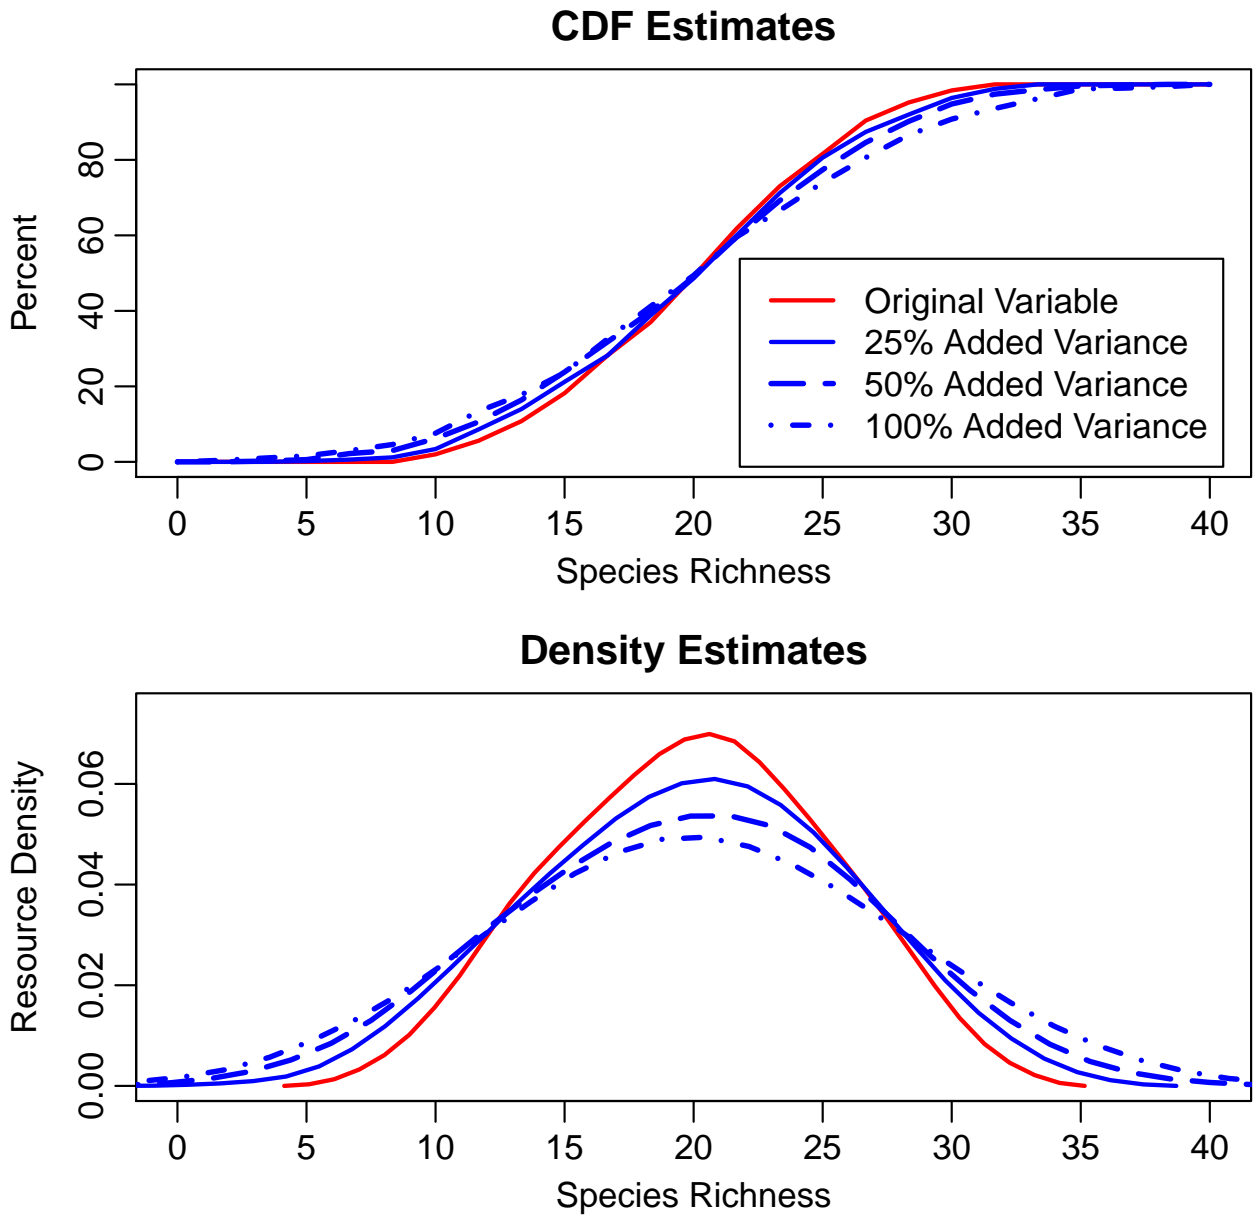 CDF Estimates
Percent
0
20
40
60
80
Original Variable
25% Added Variance
50% Added Variance
100% Added Variance
0 5 10 15 20 25 30 35 40
Species Richness
Density Estimates
Resource Density
0.00
0.02
0.04
0.06
0 5 10 15 20 25 30 35 40
Species Richness